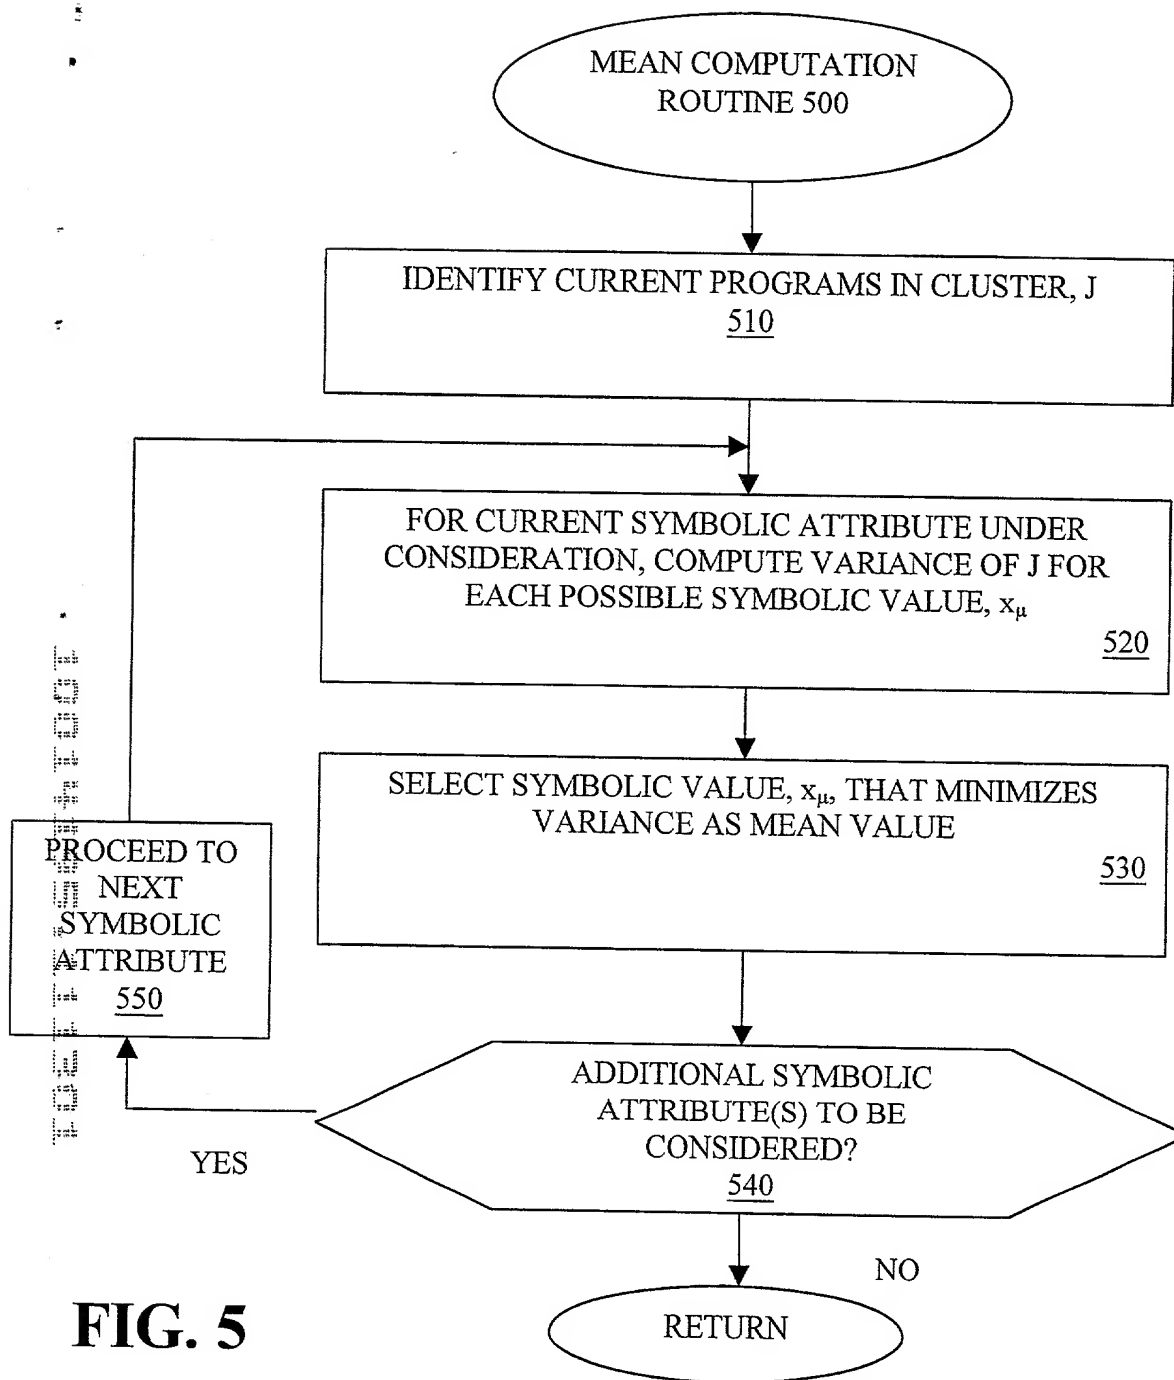 MEAN COMPUTATION
ROUTINE 500
IDENTIFY CURRENT PROGRAMS IN CLUSTER, J
510
FOR CURRENT SYMBOLIC ATTRIBUTE UNDER
CONSIDERATION, COMPUTE VARIANCE OF J FOR
EACH POSSIBLE SYMBOLIC VALUE, xμ
520
SELECT SYMBOLIC VALUE, xμ, THAT MINIMIZES
VARIANCE AS MEAN VALUE
530
PROCEED TO
NEXT
SYMBOLIC
ATTRIBUTE
550
ADDITIONAL SYMBOLIC
ATTRIBUTE(S) TO BE
CONSIDERED?
540
YES
NO
RETURN
FIG. 5